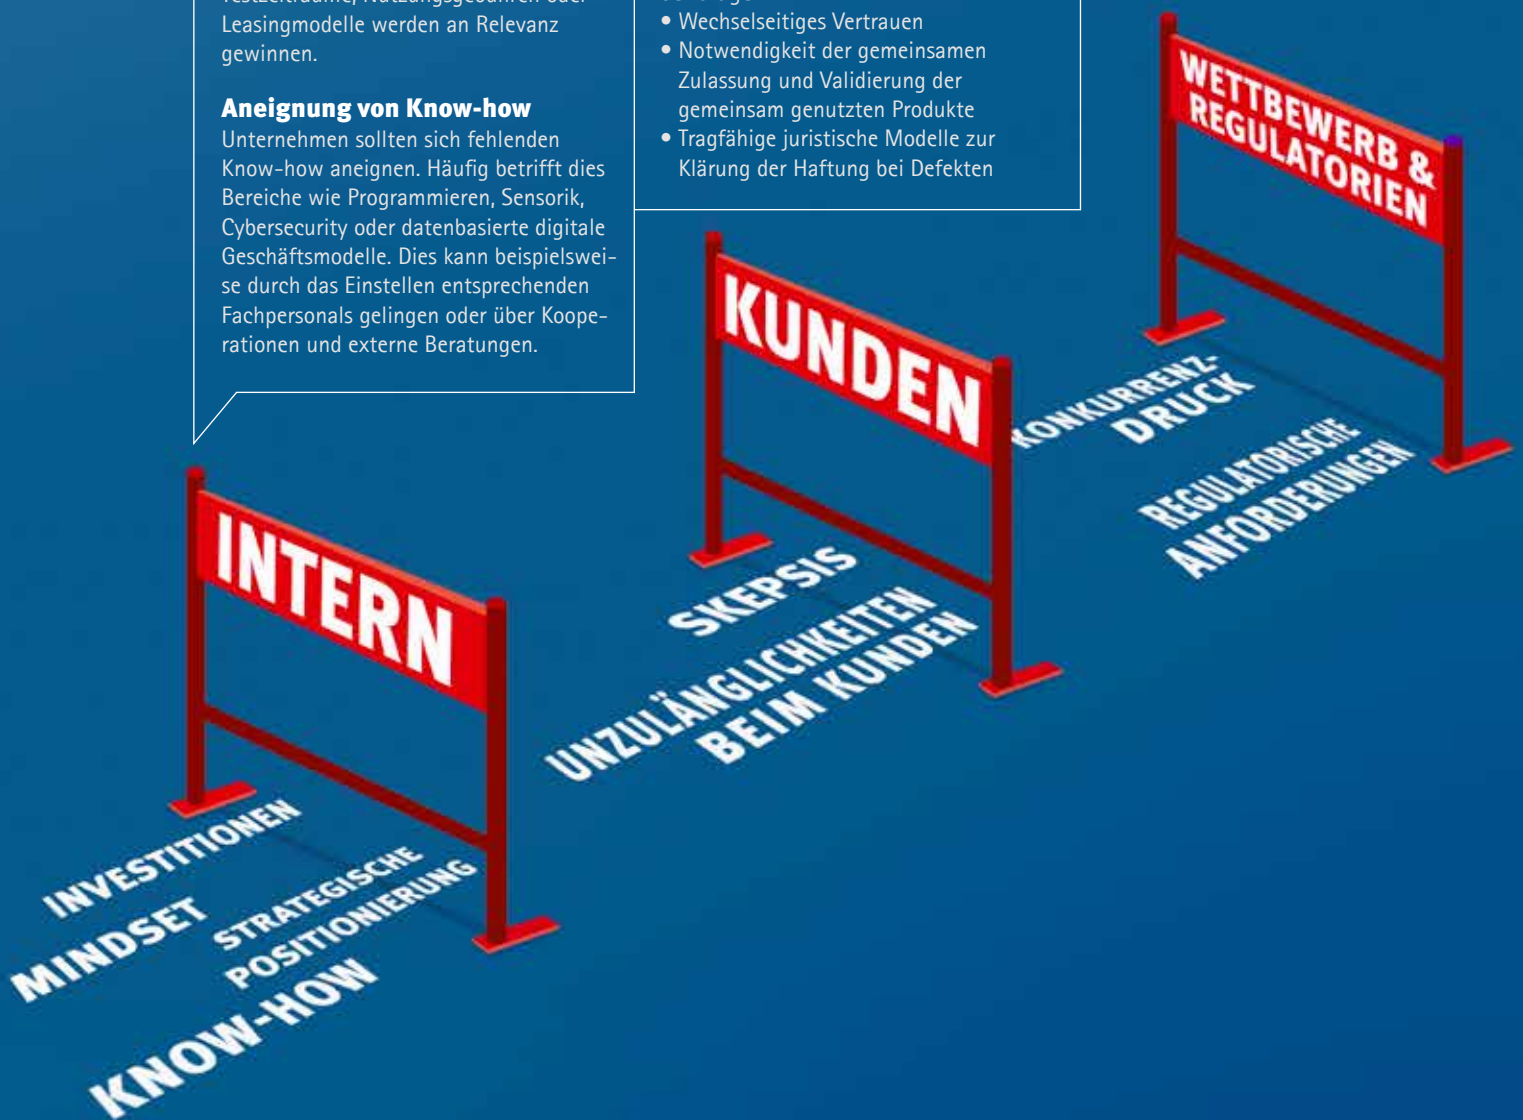 Leasingmodelle werden an Relevanz
gewinnen.
Aneignung von Know-how
Unternehmen sollten sich fehlenden
Know-how aneignen. Häufig betrifft dies
Bereiche wie Programmieren, Sensorik,
Cybersecurity oder datenbasierte digitale
Geschäftsmodelle. Dies kann beispielswei-
se durch das Einstellen entsprechenden
Fachpersonals gelingen oder über Koope-
rationen und externe Beratungen.
• Wechselseitiges Vertrauen
• Notwendigkeit der gemeinsamen
Zulassung und Validierung der
gemeinsam genutzten Produkte
• Tragfähige juristische Modelle zur
Klärung der Haftung bei Defekten
WETTBEWERB &
REGULATORIEN
KONKURRENZ-
DRUCK
REGULATORISCHE
ANFORDERUNGEN
KUNDEN
SKEPSIS
UNZULÄNGLICHKEITEN
BEIM KUNDEN
INTERN
INVESTITIONEN
MINDSET
STRATEGISCHE
POSITIONIERUNG
KNOW-HOW